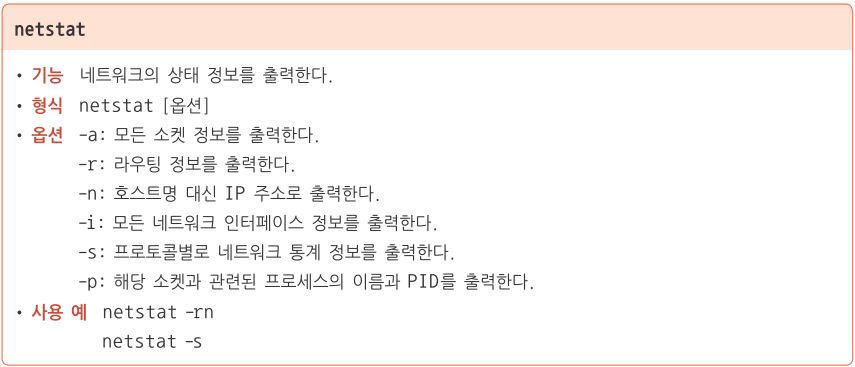 netstat
• 기능 네트워크의 상태 정보를 출력한다.
• 형식 netstat [옵션]
• 옵션 -a: 모든 소켓 정보를 출력한다.
-r: 라우팅 정보를 출력한다.
-n: 호스트명 대신 IP 주소로 출력한다.
-i: 모든 네트워크 인터페이스 정보를 출력한다.
-s: 프로토콜별로 네트워크 통계 정보를 출력한다.
-p: 해당 소켓과 관련된 프로세스의 이름과 PID를 출력한다.
• 사용 예 netstat -rn
netstat -s